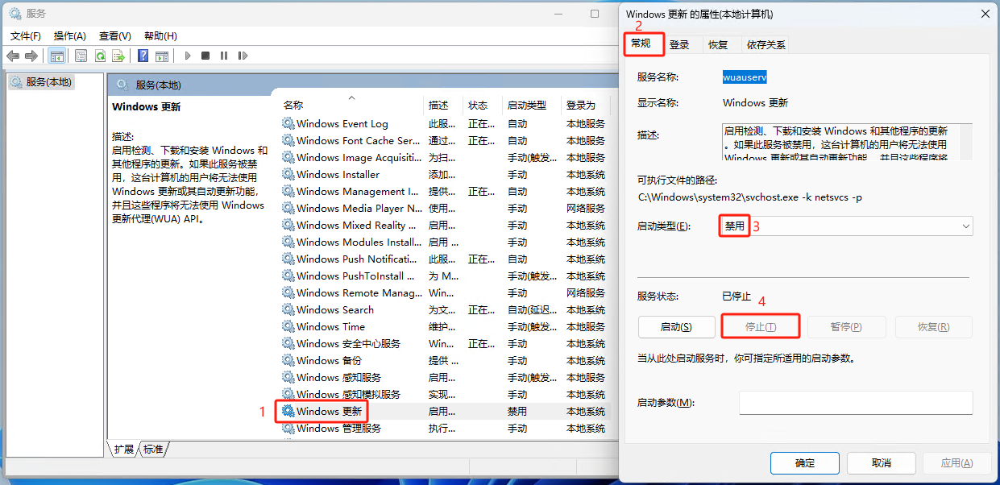 服务
文件(F) 操作(A) 查看(V) 帮助(H)
服务(本地)
服务(本地)
Windows 更新
描述:
启用检测、下载和安装 Windows 和
其他程序的更新。如果此服务被禁
用，这台计算机的用户将无法使用
Windows 更新或其自动更新功能，
并且这些程序将无法使用 Windows
更新代理(WUA) API。
名称 描述 状态 启动类型 登录为
Windows Event Log 此服... 正在... 自动 本地服务
Windows Font Cache Ser... 通过... 正在... 自动 本地服务
Windows Image Acquisiti... 为扫... 手动(触发... 本地服务
Windows Installer 添加... 手动 本地系统
Windows Management I... 提供... 正在... 自动 本地系统
Windows Media Player N... 使用... 手动 网络服务
Windows Mixed Reality ... 启用... 手动 本地系统
Windows Modules Install... 启用 ... 手动 本地系统
Windows Push Notificati... 此服... 正在... 自动 本地系统
Windows PushToInstall ... 为 M... 手动(触发... 本地系统
Windows Remote Manag... Win... 手动 网络服务
Windows Search 为文... 正在... 自动(延迟... 本地系统
Windows Time 维护... 手动(触发... 本地服务
Windows 安全中心服务 Win... 正在... 手动 本地系统
Windows 备份 提供 ... 手动 本地系统
Windows 感知服务 启用... 手动(触发... 本地服务
Windows 感知模拟服务 实现... 手动 本地系统
1 Windows 更新 启用... 禁用 本地系统
Windows 管理服务 执行... 手动 本地系统
扩展 标准
Windows 更新 的属性(本地计算机)
2
常规 登录 恢复 依存关系
服务名称: wuauserv
显示名称: Windows 更新
描述: 启用检测、下载和安装 Windows 和其他程序的更新
。如果此服务被禁用，这台计算机的用户将无法使用
Windows 更新或其自动更新功能， 并且这些程序将
可执行文件的路径:
C:\Windows\system32\svchost.exe -k netsvcs -p
启动类型(E): 禁用 3
服务状态: 已停止 4
启动(S) 停止(T) 暂停(P) 恢复(R)
当从此处启动服务时，你可指定所适用的启动参数。
启动参数(M):
确定 取消 应用(A)